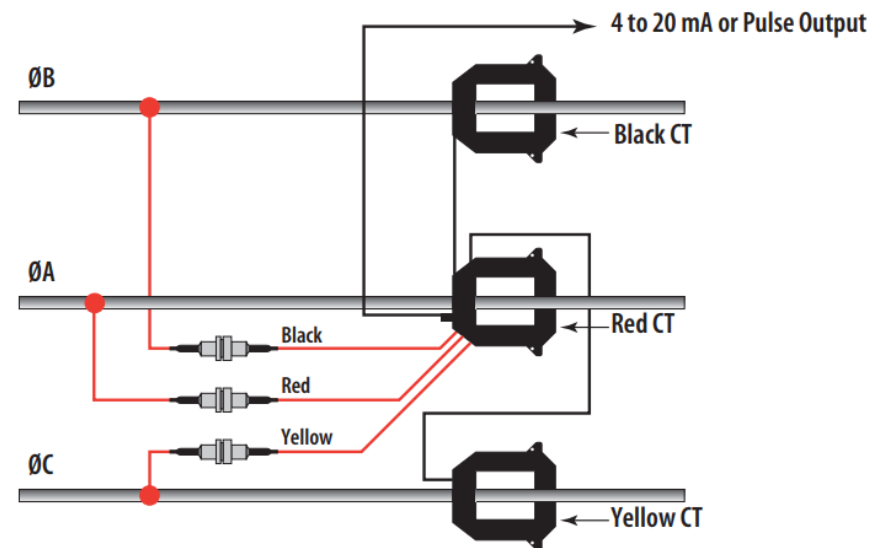 4 to 20 mA or Pulse Output
ØB
Black CT
ØA
Red CT
Black
Red
Yellow
ØC
Yellow CT